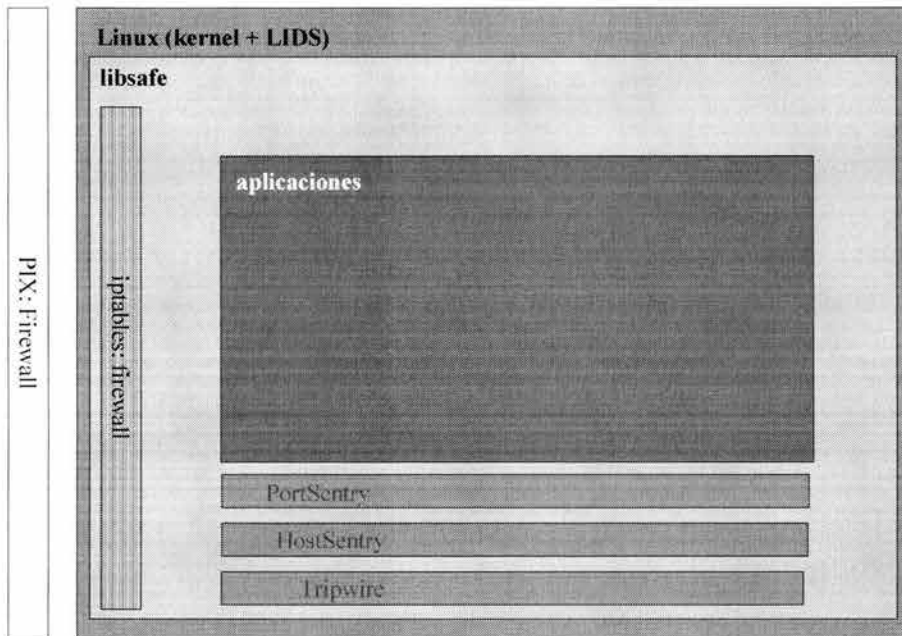 PIX: Firewall
Linux (kernel + LIDS)
libsafe
iptables: firewall
aplicaciones
PortSentry
HostSentry
Tripwire